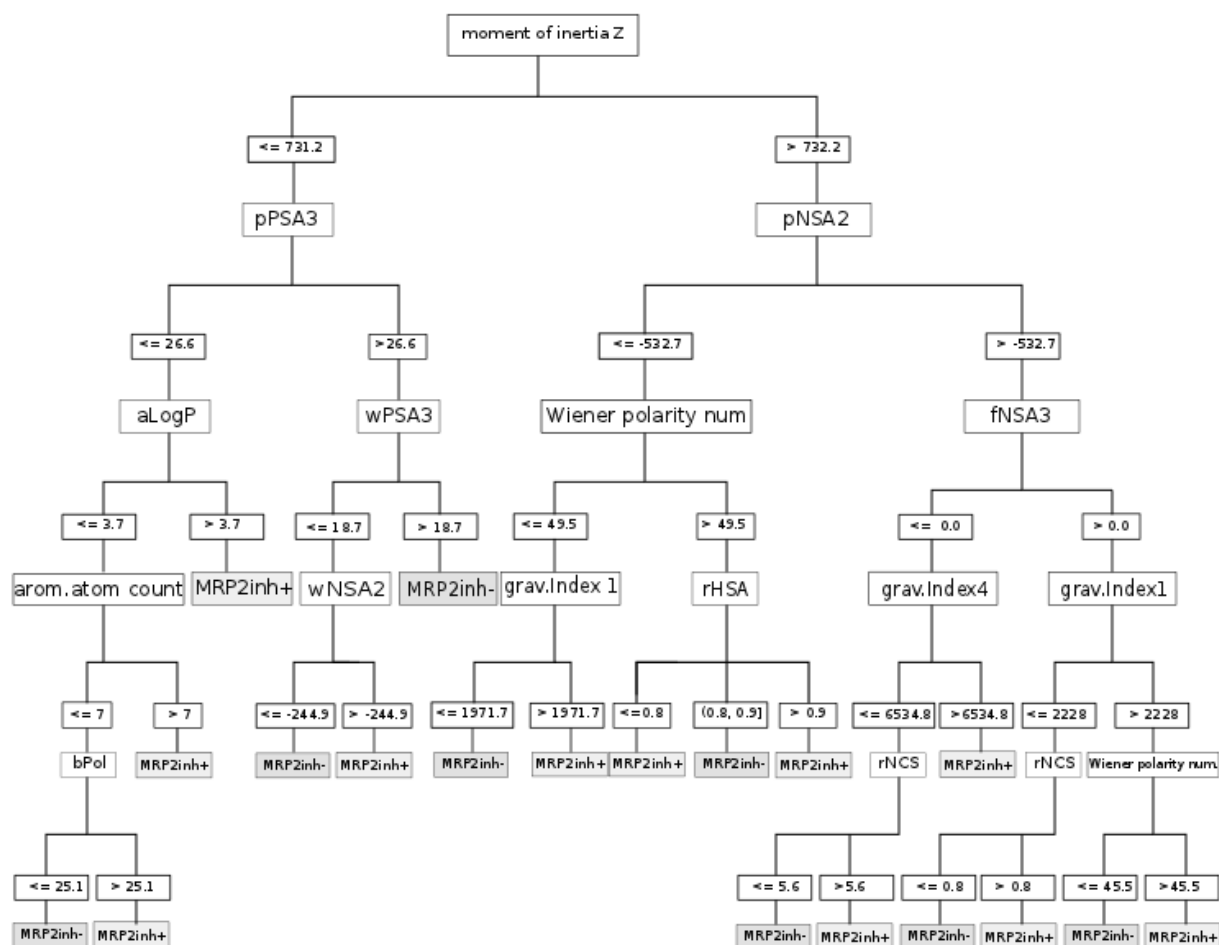 moment of inertia Z
<= 731.2
> 732.2
pPSA3
pNSA2
<= 26.6
>26.6
<= -532.7
> -532.7
aLogP
wPSA3
Wiener polarity num
fNSA3
<= 3.7
> 3.7
<= 18.7
> 18.7
<= 49.5
> 49.5
<= 0.0
> 0.0
arom.atom count
MRP2inh+
wNSA2
MRP2inh-
grav.Index 1
rHSA
grav.Index4
grav.Index1
<= 7
> 7
<= -244.9
> -244.9
<= 1971.7
> 1971.7
<=0.8
(0.8, 0.9]
> 0.9
<= 6534.8
>6534.8
<= 2228
> 2228
bPol
MRP2inh+
MRP2inh-
MRP2inh+
MRP2inh-
MRP2inh+
MRP2inh+
MRP2inh-
MRP2inh+
rNCS
MRP2inh+
rNCS
Wiener polarity num.
<= 25.1
> 25.1
<= 5.6
>5.6
<= 0.8
> 0.8
<= 45.5
>45.5
MRP2inh-
MRP2inh+
MRP2inh-
MRP2inh+
MRP2inh-
MRP2inh+
MRP2inh-
MRP2inh+